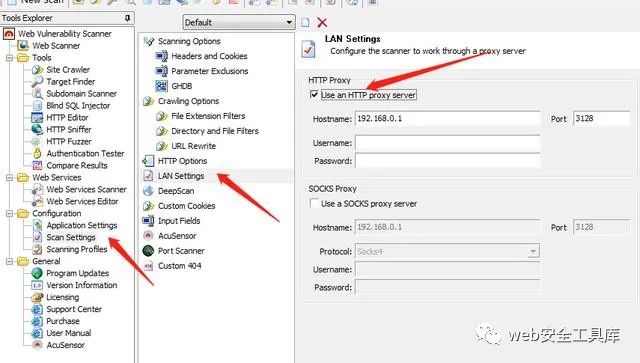 New Scan
Tools Explorer
Web Vulnerability Scanner
Web Scanner
Tools
Site Crawler
Target Finder
Subdomain Scanner
Blind SQL Injector
HTTP Editor
HTTP Sniffer
HTTP Fuzzer
Authentication Tester
Compare Results
Web Services
Web Services Scanner
Web Services Editor
Configuration
Application Settings
Scan Settings
Scanning Profiles
General
Program Updates
Version Information
Licensing
Support Center
Purchase
User Manual
AcuSensor
Default
Scanning Options
Headers and Cookies
Parameter Exclusions
GHDB
Crawling Options
File Extension Filters
Directory and File Filters
URL Rewrite
HTTP Options
LAN Settings
DeepScan
Custom Cookies
Input Fields
AcuSensor
Port Scanner
Custom 404
LAN Settings
Configure the scanner to work through a proxy server
HTTP Proxy
Use an HTTP proxy server
Hostname: 192.168.0.1 Port 3128
Username:
Password:
SOCKS Proxy
Use a SOCKS proxy server
Hostname: 192.168.0.1 Port 3128
Protocol: Socks4
Username:
Password:
web安全工具库